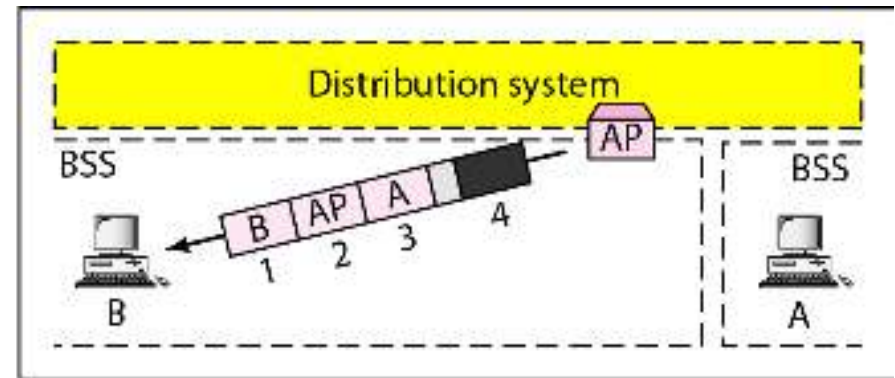 Distribution system
AP
BSS
BSS
B AP A
1 2 3 4
B
A